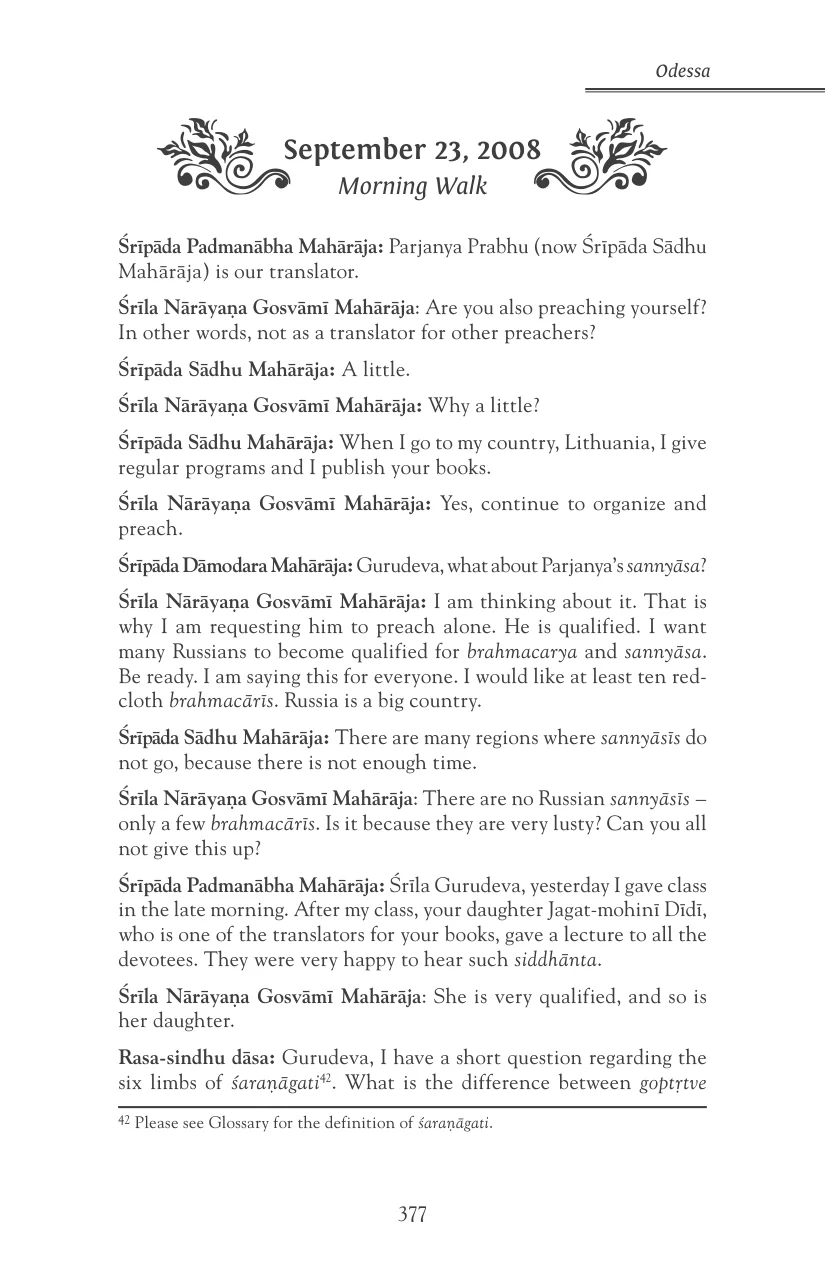 Odessa
September 23, 2008
Morning Walk
Śrīpāda Padmanābha Mahārāja: Parjanya Prabhu (now Śrīpāda Sādhu
Mahārāja) is our translator.
Śrīla Nārāyaṇa Gosvāmī Mahārāja: Are you also preaching yourself?
In other words, not as a translator for other preachers?
Śrīpāda Sādhu Mahārāja: A little.
Śrīla Nārāyaṇa Gosvāmī Mahārāja: Why a little?
Śrīpāda Sādhu Mahārāja: When I go to my country, Lithuania, I give
regular programs and I publish your books.
Śrīla Nārāyaṇa Gosvāmī Mahārāja: Yes, continue to organize and
preach.
Śrīpāda Dāmodara Mahārāja: Gurudeva, what about Parjanya's sannyāsa?
Śrīla Nārāyaṇa Gosvāmī Mahārāja: I am thinking about it. That is
why I am requesting him to preach alone. He is qualified. I want
many Russians to become qualified for brahmacarya and sannyāsa.
Be ready. I am saying this for everyone. I would like at least ten red-
cloth brahmacārīs. Russia is a big country.
Śrīpāda Sādhu Mahārāja: There are many regions where sannyāsīs do
not go, because there is not enough time.
Śrīla Nārāyaṇa Gosvāmī Mahārāja: There are no Russian sannyāsīs –
only a few brahmacārīs. Is it because they are very lusty? Can you all
not give this up?
Śrīpāda Padmanābha Mahārāja: Śrīla Gurudeva, yesterday I gave class
in the late morning. After my class, your daughter Jagat-mohinī Dīdī,
who is one of the translators for your books, gave a lecture to all the
devotees. They were very happy to hear such siddhānta.
Śrīla Nārāyaṇa Gosvāmī Mahārāja: She is very qualified, and so is
her daughter.
Rasa-sindhu dāsa: Gurudeva, I have a short question regarding the
six limbs of śaraṇāgati42. What is the difference between goptṛtve
42 Please see Glossary for the definition of śaraṇāgati.
377